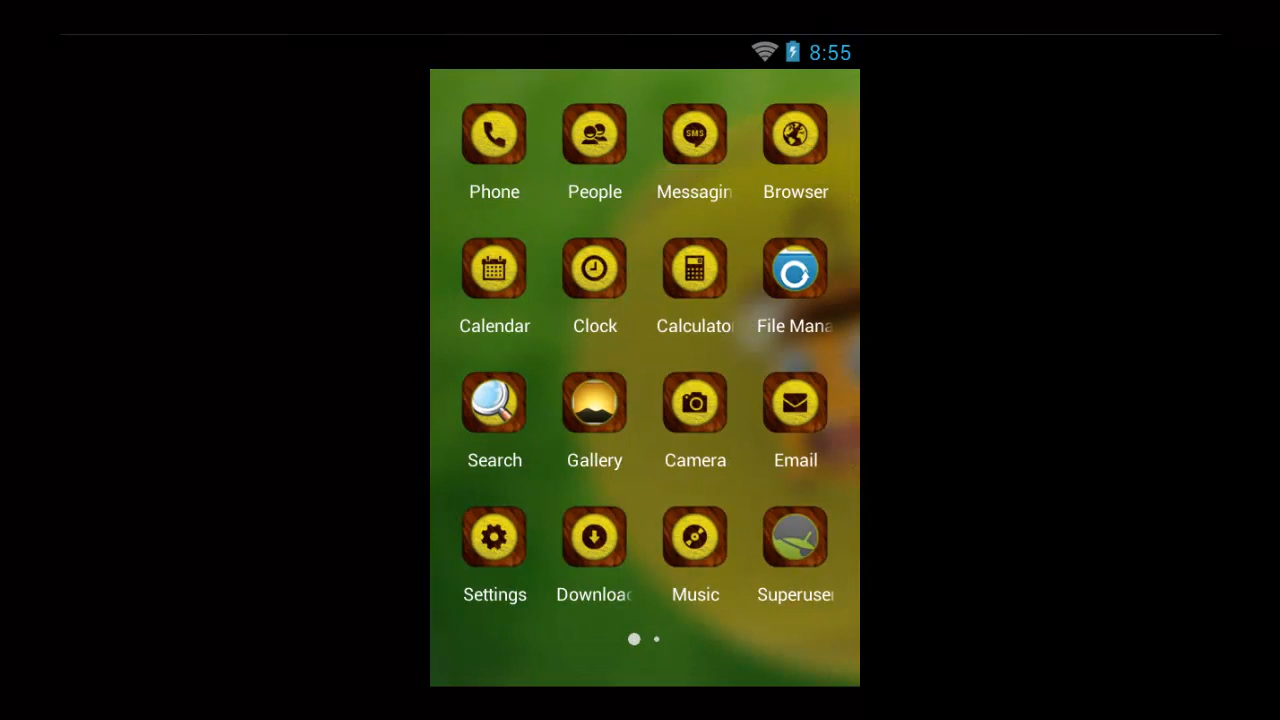 8:55
Phone People Messagin Browser
SMS
Calendar Clock Calculato File Mana
Search Gallery Camera Email
Settings Downloa Music Superuse